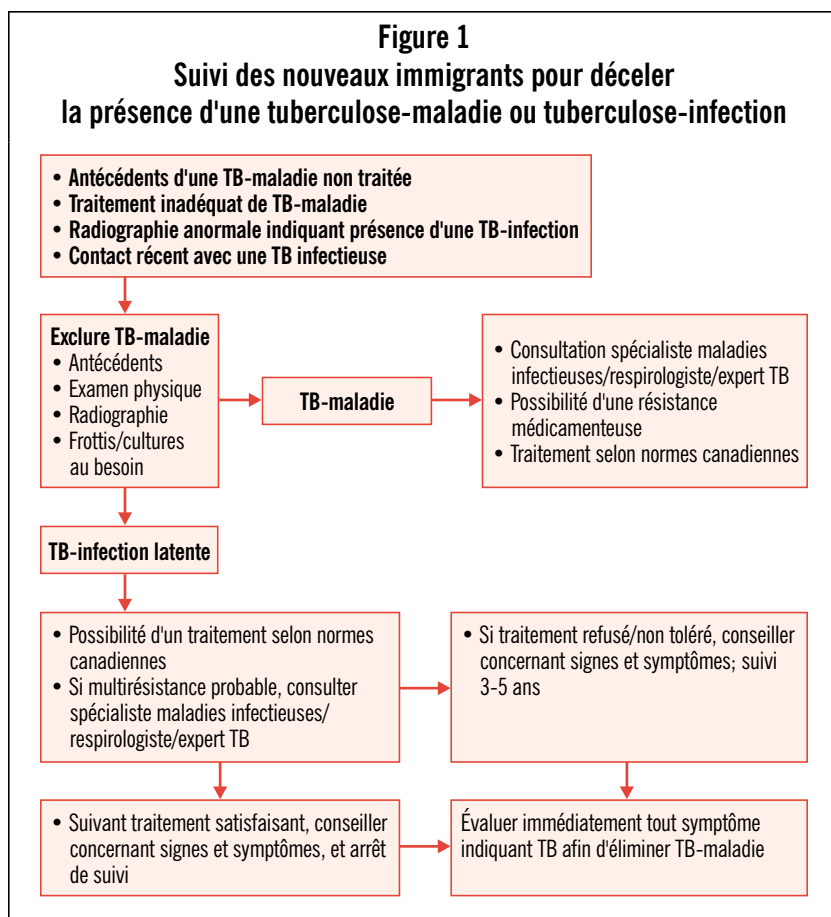 Figure 1
Suivi des nouveaux immigrants pour déceler
la présence d'une tuberculose-maladie ou tuberculose-infection
• Antécédents d'une TB-maladie non traitée
• Traitement inadéquat de TB-maladie
• Radiographie anormale indiquant présence d'une TB-infection
• Contact récent avec une TB infectieuse
Exclure TB-maladie
• Antécédents
• Examen physique
• Radiographie
• Frottis/cultures
au besoin
TB-maladie
• Consultation spécialiste maladies
infectieuses/respirologiste/expert TB
• Possibilité d'une résistance
médicamenteuse
• Traitement selon normes canadiennes
TB-infection latente
• Possibilité d'un traitement selon normes
canadiennes
• Si multirésistance probable, consulter
spécialiste maladies infectieuses/
respirologiste/expert TB
• Si traitement refusé/non toléré, conseiller
concernant signes et symptômes; suivi
3-5 ans
• Suivant traitement satisfaisant, conseiller
concernant signes et symptômes, et arrêt
de suivi
Évaluer immédiatement tout symptôme
indiquant TB afin d'éliminer TB-maladie